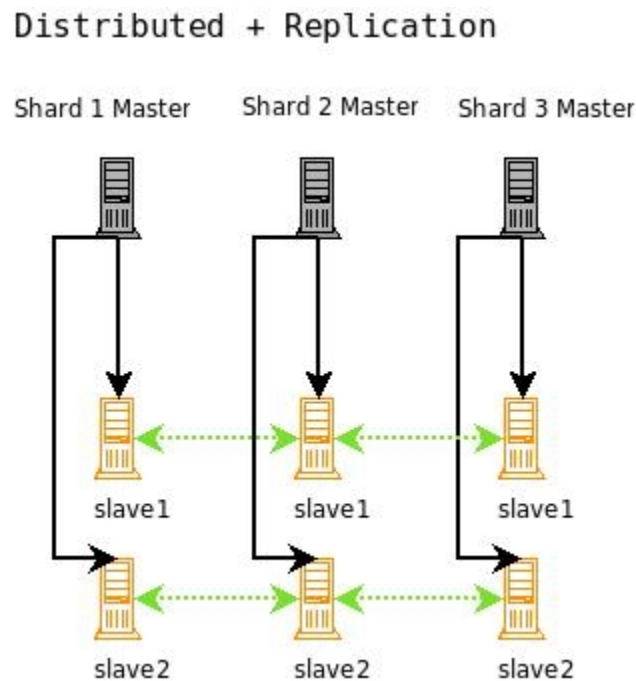 Distributed + Replication
Shard 1 Master Shard 2 Master Shard 3 Master
slave1 slave1 slave1
slave2 slave2 slave2